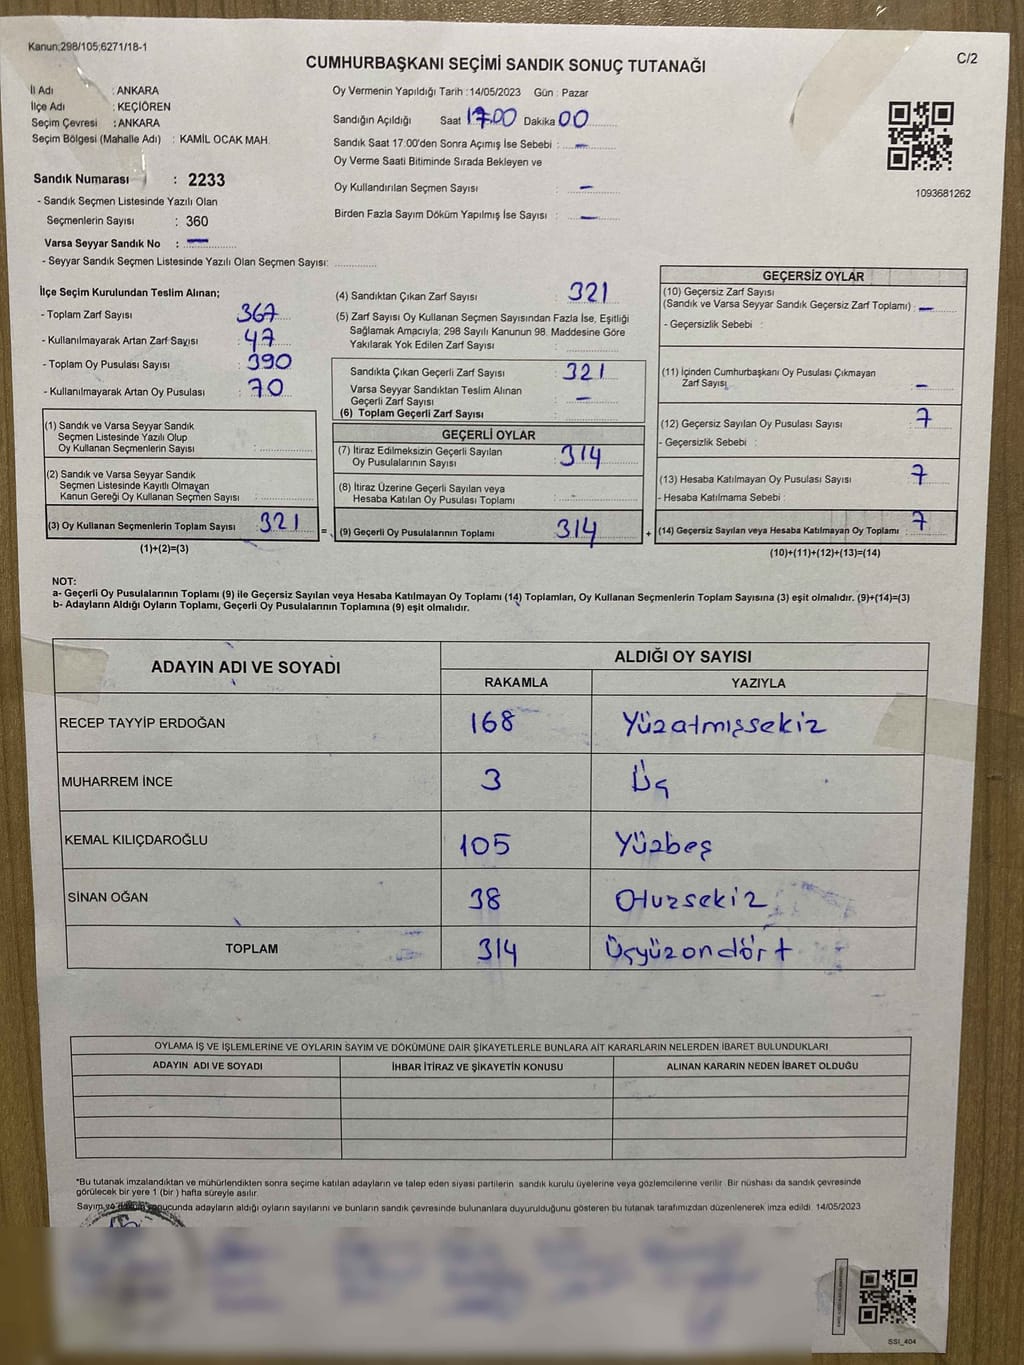 Kanun;298/105;6271/18-1
C/2
CUMHURBAŞKANI SEÇİMİ SANDIK SONUÇ TUTANAĞI
İl Adı : ANKARA
İlçe Adı : KEÇİÖREN
Seçim Çevresi : ANKARA
Seçim Bölgesi (Mahalle Adı) : KAMİL OCAK MAH.
Sandık Numarası : 2233
- Sandık Seçmen Listesinde Yazılı Olan
Seçmenlerin Sayısı : 360
Varsa Seyyar Sandık No : —
- Seyyar Sandık Seçmen Listesinde Yazılı Olan Seçmen Sayısı:
Oy Vermenin Yapıldığı Tarih :14/05/2023 Gün : Pazar
Sandığın Açıldığı Saat 17.00 Dakika 00
Sandık Saat 17:00'den Sonra Açımış İse Sebebi : —
Oy Verme Saati Bitiminde Sırada Bekleyen ve
Oy Kullandırılan Seçmen Sayısı : —
Birden Fazla Sayım Döküm Yapılmış İse Sayısı : —
1093681262
İlçe Seçim Kurulundan Teslim Alınan;
- Toplam Zarf Sayısı : 367
- Kullanılmayarak Artan Zarf Sayısı : 47
- Toplam Oy Pusulası Sayısı : 390
- Kullanılmayarak Artan Oy Pusulası : 70
(1) Sandık ve Varsa Seyyar Sandık
Seçmen Listesinde Yazılı Olup
Oy Kullanan Seçmenlerin Sayısı :
(2) Sandık ve Varsa Seyyar Sandık
Seçmen Listesinde Kayıtlı Olmayan
Kanun Gereği Oy Kullanan Seçmen Sayısı :
(3) Oy Kullanan Seçmenlerin Toplam Sayısı : 321
(1)+(2)=(3)
(4) Sandıktan Çıkan Zarf Sayısı : 321
(5) Zarf Sayısı Oy Kullanan Seçmen Sayısından Fazla İse, Eşitliği
Sağlamak Amacıyla; 298 Sayılı Kanunun 98. Maddesine Göre
Yakılarak Yok Edilen Zarf Sayısı :
Sandıkta Çıkan Geçerli Zarf Sayısı : 321
Varsa Seyyar Sandıktan Teslim Alınan
Geçerli Zarf Sayısı : —
(6) Toplam Geçerli Zarf Sayısı :
GEÇERLİ OYLAR
(7) İtiraz Edilmeksizin Geçerli Sayılan
Oy Pusulalarının Sayısı : 314
(8) İtiraz Üzerine Geçerli Sayılan veya
Hesaba Katılan Oy Pusulası Toplamı : -
= (9) Geçerli Oy Pusulalarının Toplamı : 314
GEÇERSİZ OYLAR
(10) Geçersiz Zarf Sayısı
(Sandık ve Varsa Seyyar Sandık Geçersiz Zarf Toplamı) : —
- Geçersizlik Sebebi :
(11) İçinden Cumhurbaşkanı Oy Pusulası Çıkmayan
Zarf Sayısı : —
(12) Geçersiz Sayılan Oy Pusulası Sayısı : 7
- Geçersizlik Sebebi :
(13) Hesaba Katılmayan Oy Pusulası Sayısı : 7
- Hesaba Katılmama Sebebi :
+ (14) Geçersiz Sayılan veya Hesaba Katılmayan Oy Toplamı : 7
(10)+(11)+(12)+(13)=(14)
NOT:
a- Geçerli Oy Pusulalarının Toplamı (9) ile Geçersiz Sayılan veya Hesaba Katılmayan Oy Toplamı (14) Toplamları, Oy Kullanan Seçmenlerin Toplam Sayısına (3) eşit olmalıdır. (9)+(14)=(3)
b- Adayların Aldığı Oyların Toplamı, Geçerli Oy Pusulalarının Toplamına (9) eşit olmalıdır.
ADAYIN ADI VE SOYADI ALDIĞI OY SAYISI
RAKAMLA YAZIYLA
RECEP TAYYİP ERDOĞAN 168 Yüzatmışsekiz
MUHARREM İNCE 3 Üç
KEMAL KILIÇDAROĞLU 105 Yüzbeş
SİNAN OĞAN 38 Otuzsekiz
TOPLAM 314 Üçyüzondört
OYLAMA İŞ VE İŞLEMLERİNE VE OYLARIN SAYIM VE DÖKÜMÜNE DAİR ŞİKAYETLERLE BUNLARA AİT KARARLARIN NELERDEN İBARET BULUNDUKLARI
ADAYIN ADI VE SOYADI İHBAR İTİRAZ VE ŞİKAYETİN KONUSU ALINAN KARARIN NEDEN İBARET OLDUĞU
*Bu tutanak imzalandıktan ve mühürlendikten sonra seçime katılan adayların ve talep eden siyasi partilerin sandık kurulu üyelerine veya gözlemcilerine verilir. Bir nüshası da sandık çevresinde
görülecek bir yere 1 (bir ) hafta süreyle asılır.
Sayım ve döküm sonucunda adayların aldığı oyların sayılarını ve bunların sandık çevresinde bulunanlara duyurulduğunu gösteren bu tutanak tarafımızdan düzenlenerek imza edildi. 14/05/2023
SSI_404